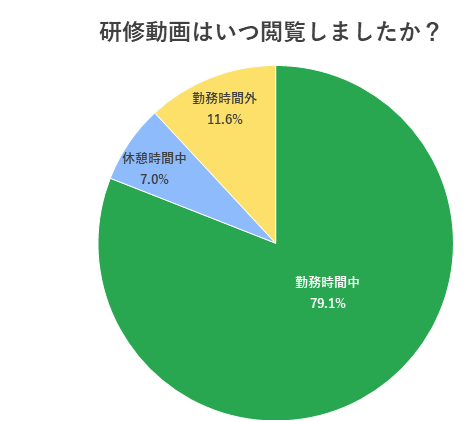 研修動画はいつ閲覧しましたか？
勤務時間外
11.6%
休憩時間中
7.0%
勤務時間中
79.1%